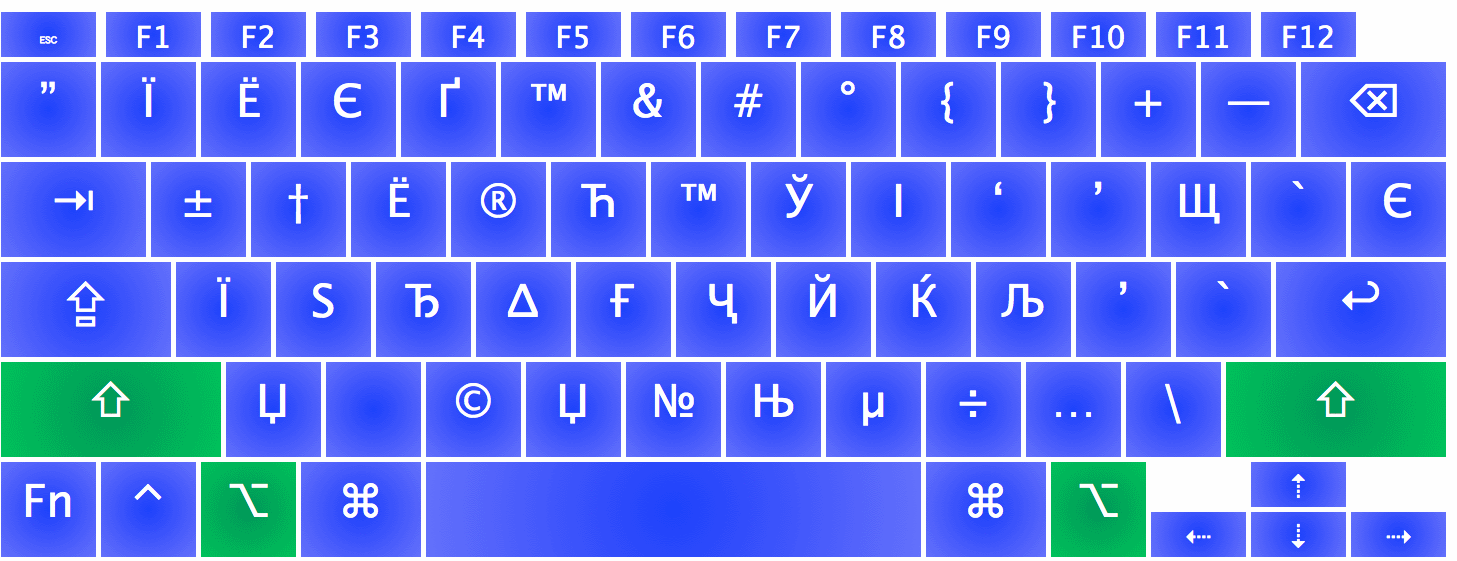 ESC F1 F2 F3 F4 F5 F6 F7 F8 F9 F10 F11 F12
” Ї Ё Є Ґ ™ & # ° { } + — ⌫
⇥ ± † Ё ® Ћ ™ Ў І ‘ ’ Щ ` Є
⇪ Ї Ѕ Ђ ∆ Ғ Ҷ Й Ќ Љ ’ ` ↩
⇧ Џ © Џ № Њ µ ÷ … \ ⇧
Fn ^ ⌥ ⌘ ⌘ ⌥ ⇡
⇠ ⇣ ⇢